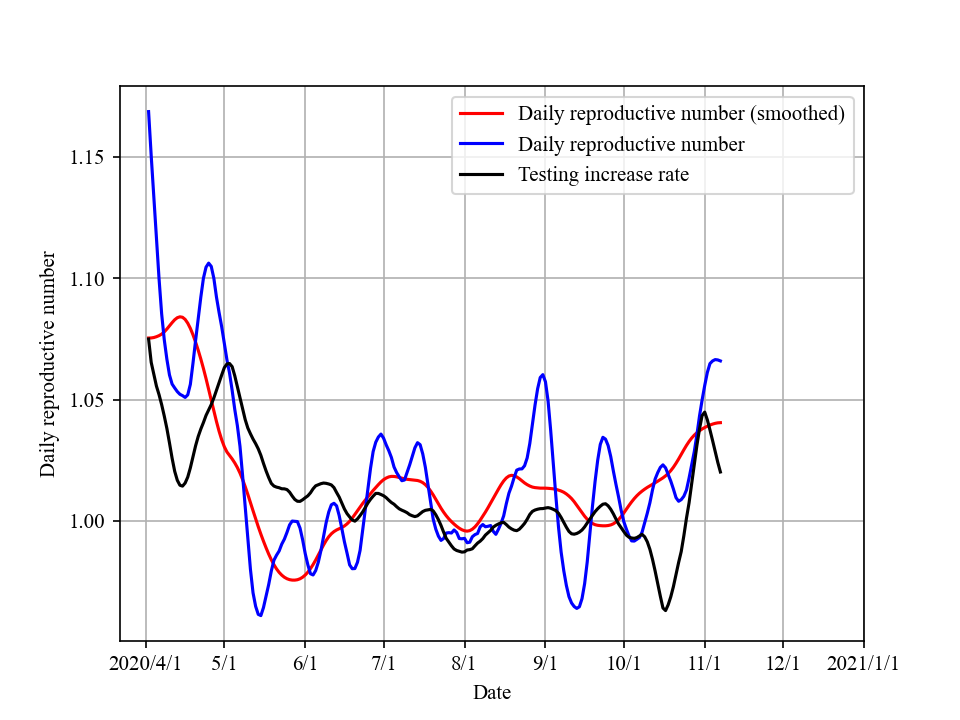 Daily reproductive number (smoothed)
Daily reproductive number
Testing increase rate
Daily reproductive number
1.15
1.10
1.05
1.00
2020/4/1 5/1 6/1 7/1 8/1 9/1 10/1 11/1 12/1 2021/1/1
Date